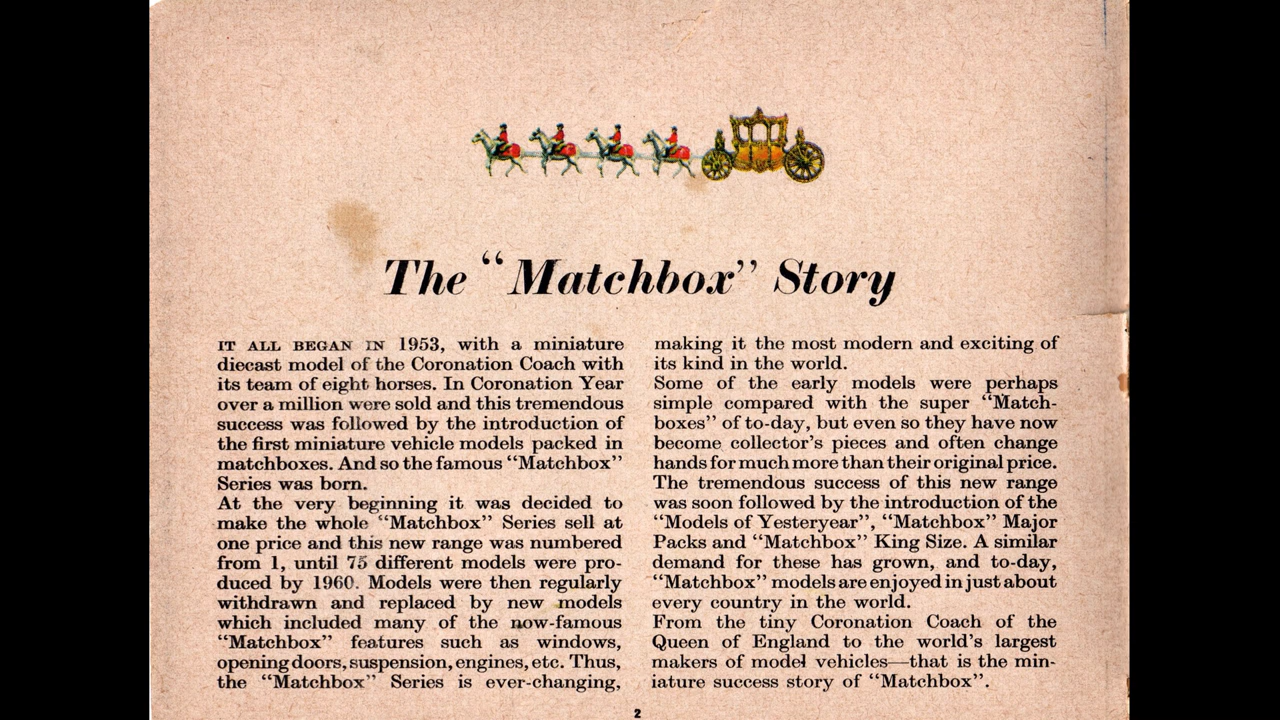 The “Matchbox” Story
IT ALL BEGAN IN 1953, with a miniature
diecast model of the Coronation Coach with
its team of eight horses. In Coronation Year
over a million were sold and this tremendous
success was followed by the introduction of
the first miniature vehicle models packed in
matchboxes. And so the famous “Matchbox”
Series was born.
At the very beginning it was decided to
make the whole “Matchbox” Series sell at
one price and this new range was numbered
from 1, until 75 different models were pro-
duced by 1960. Models were then regularly
withdrawn and replaced by new models
which included many of the now-famous
“Matchbox” features such as windows,
opening doors, suspension, engines, etc. Thus,
the “Matchbox” Series is ever-changing,
making it the most modern and exciting of
its kind in the world.
Some of the early models were perhaps
simple compared with the super “Match-
boxes” of to-day, but even so they have now
become collector’s pieces and often change
hands for much more than their original price.
The tremendous success of this new range
was soon followed by the introduction of the
“Models of Yesteryear”, “Matchbox” Major
Packs and “Matchbox” King Size. A similar
demand for these has grown, and to-day,
“Matchbox” models are enjoyed in just about
every country in the world.
From the tiny Coronation Coach of the
Queen of England to the world’s largest
makers of model vehicles—that is the min-
iature success story of “Matchbox”.
2